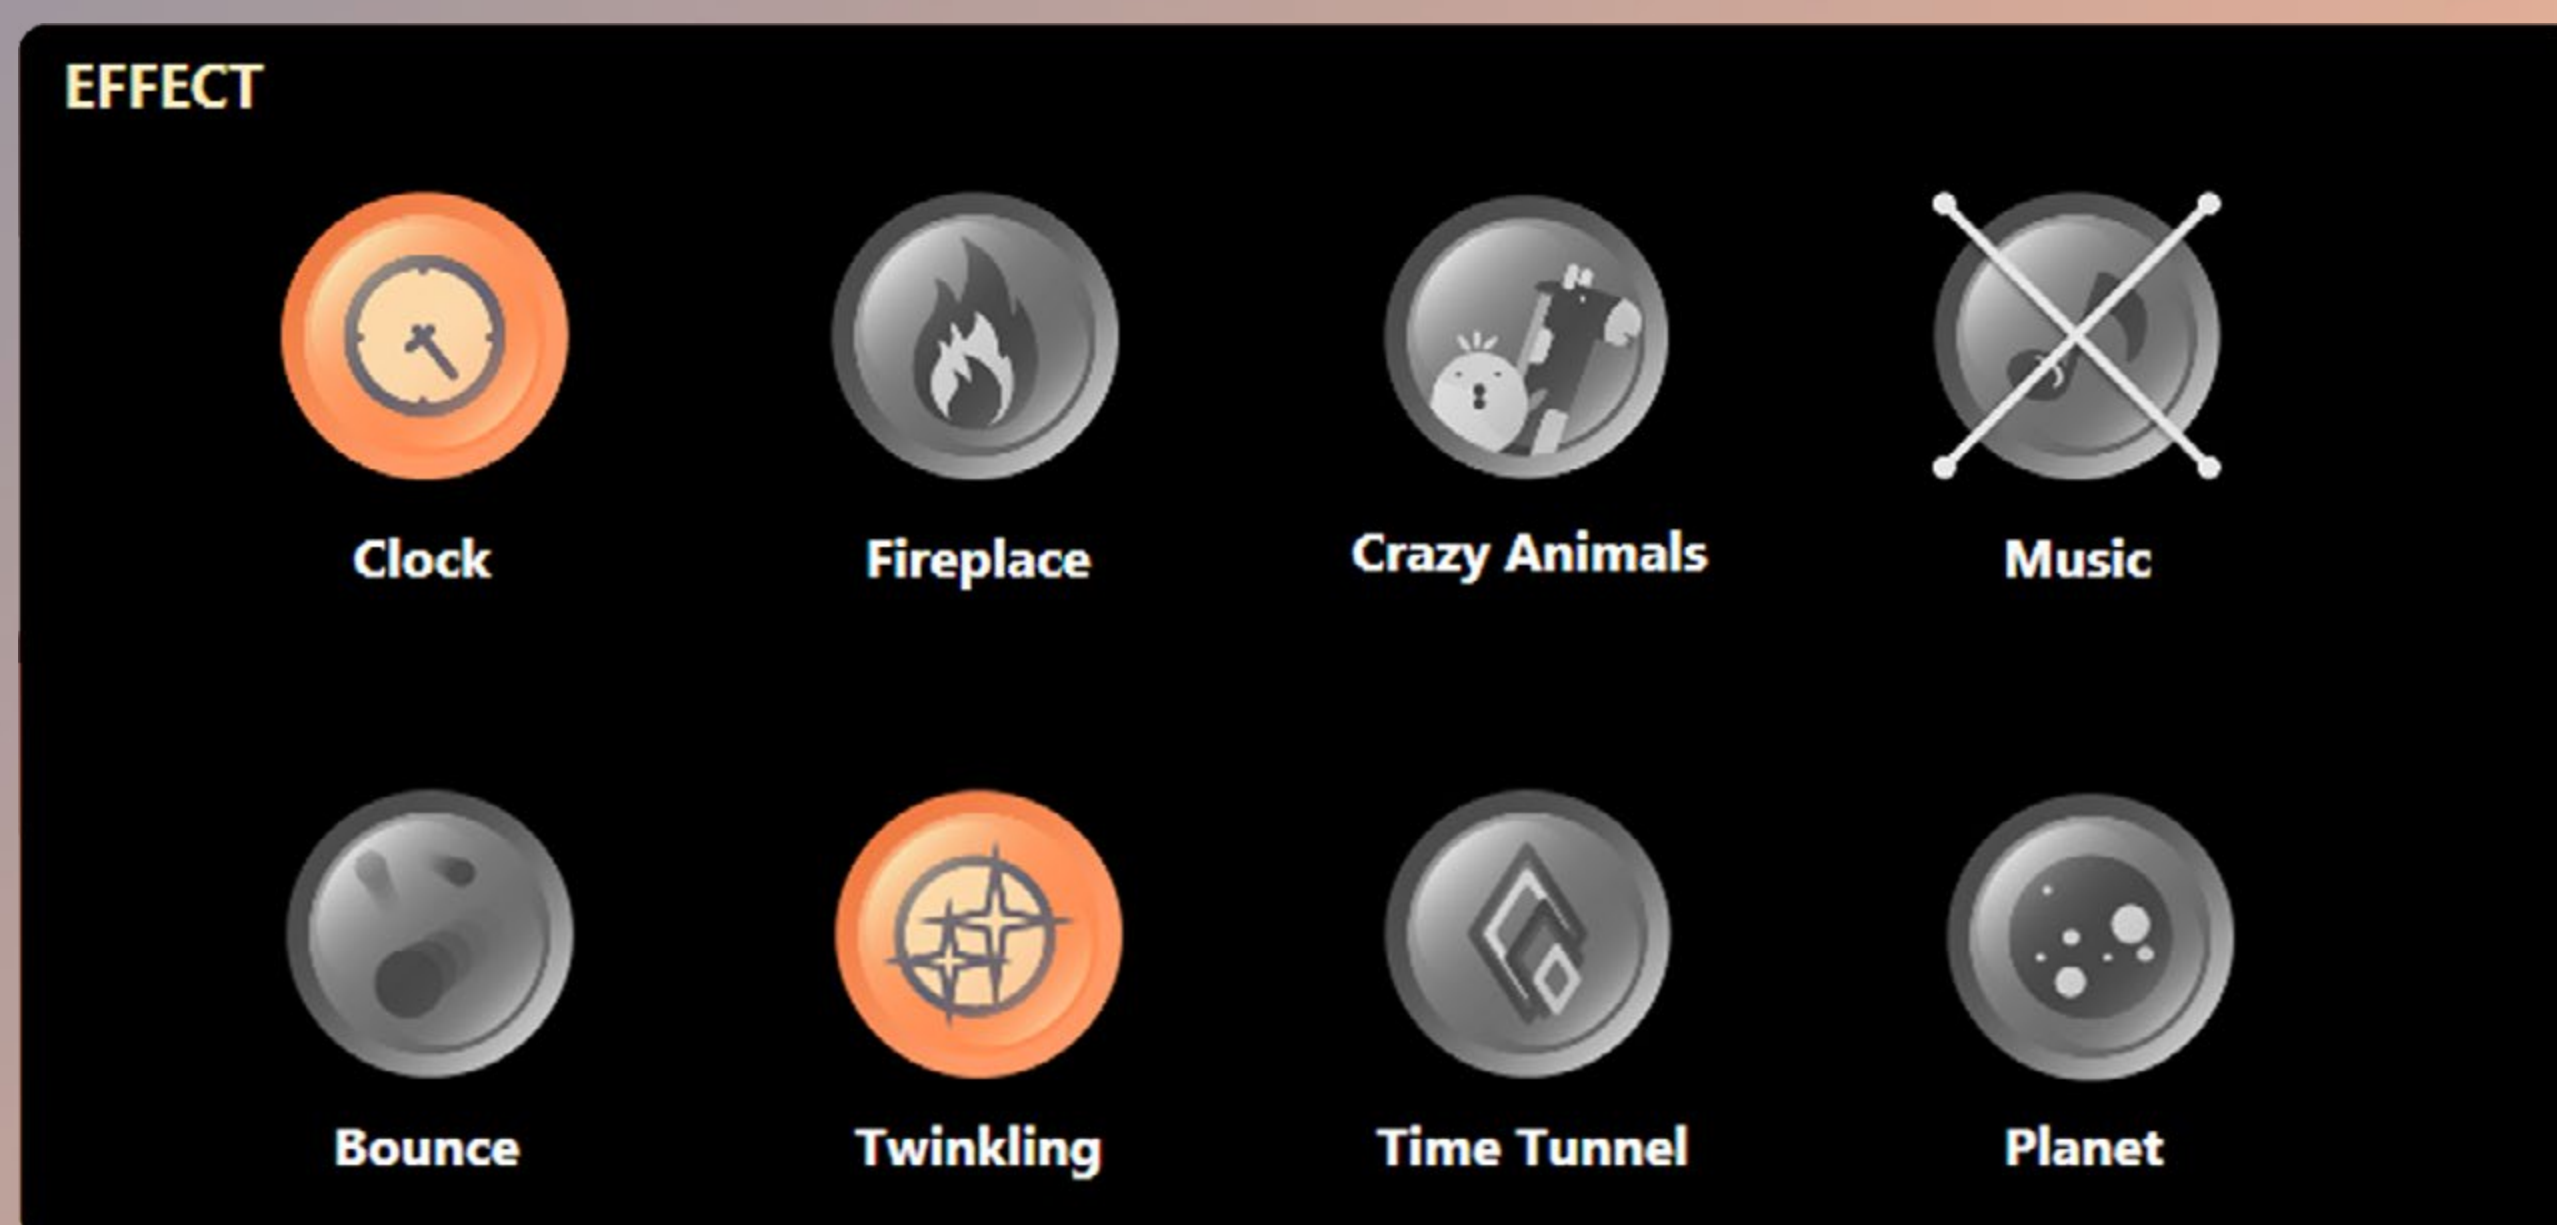 EFFECT
Clock
Fireplace
Crazy Animals
Music
Bounce
Twinkling
Time Tunnel
Planet